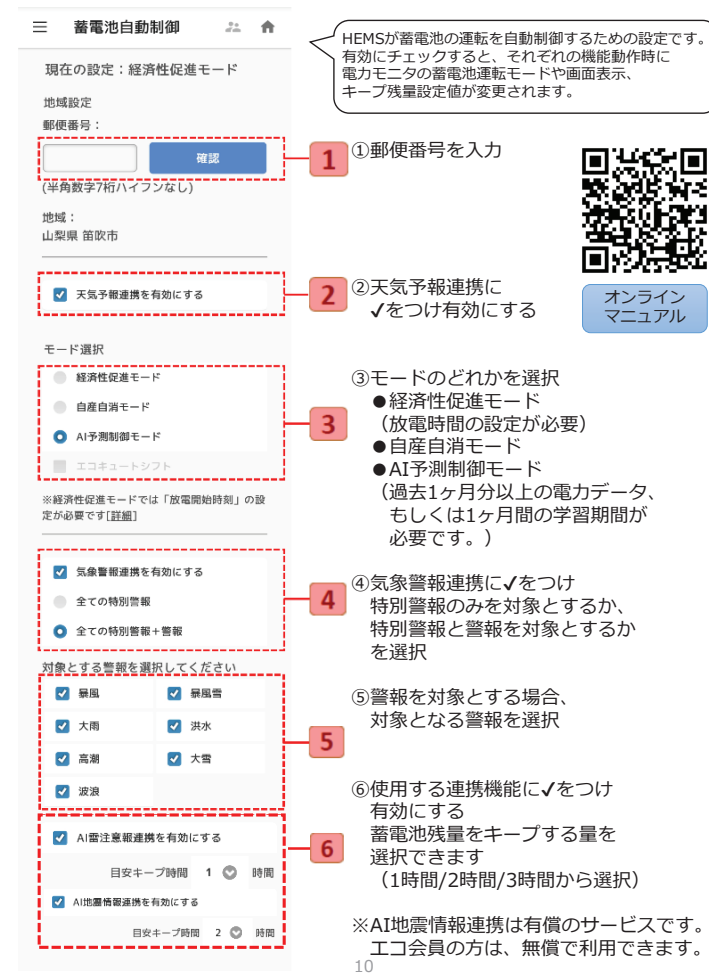 蓄電池自動制御
現在の設定：経済性促進モード
地域設定
郵便番号：
確認
(半角数字7桁ハイフンなし)
地域：
山梨県 笛吹市
天気予報連携を有効にする
モード選択
経済性促進モード
自産自消モード
AI予測制御モード
エコキュートシフト
※経済性促進モードでは「放電開始時刻」の設
定が必要です[詳細]
気象警報連携を有効にする
全ての特別警報
全ての特別警報+警報
対象とする警報を選択してください
暴風 暴風雪
大雨 洪水
高潮 大雪
波浪
AI雷注意報連携を有効にする
目安キープ時間 1 時間
AI地震情報連携を有効にする
目安キープ時間 2 時間
HEMSが蓄電池の運転を自動制御するための設定です。
有効にチェックすると、それぞれの機能動作時に
電力モニタの蓄電池運転モードや画面表示、
キープ残量設定値が変更されます。
1
①郵便番号を入力
オンライン
マニュアル
2
②天気予報連携に
✓をつけ有効にする
3
③モードのどれかを選択
●経済性促進モード
（放電時間の設定が必要）
●自産自消モード
●AI予測制御モード
（過去1ヶ月分以上の電力データ、
もしくは1ヶ月間の学習期間が
必要です。）
4
④気象警報連携に✓をつけ
特別警報のみを対象とするか、
特別警報と警報を対象とするか
を選択
5
⑤警報を対象とする場合、
対象となる警報を選択
6
⑥使用する連携機能に✓をつけ
有効にする
蓄電池残量をキープする量を
選択できます
（1時間/2時間/3時間から選択）
※AI地震情報連携は有償のサービスです。
エコ会員の方は、無償で利用できます。
10